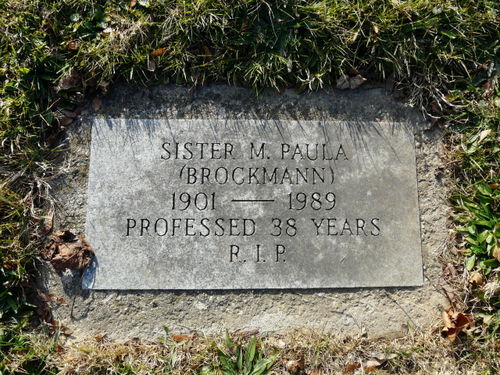 SISTER M. PAULA
(BROCKMANN)
1901 — 1989
PROFESSED 38 YEARS
R. I. P.